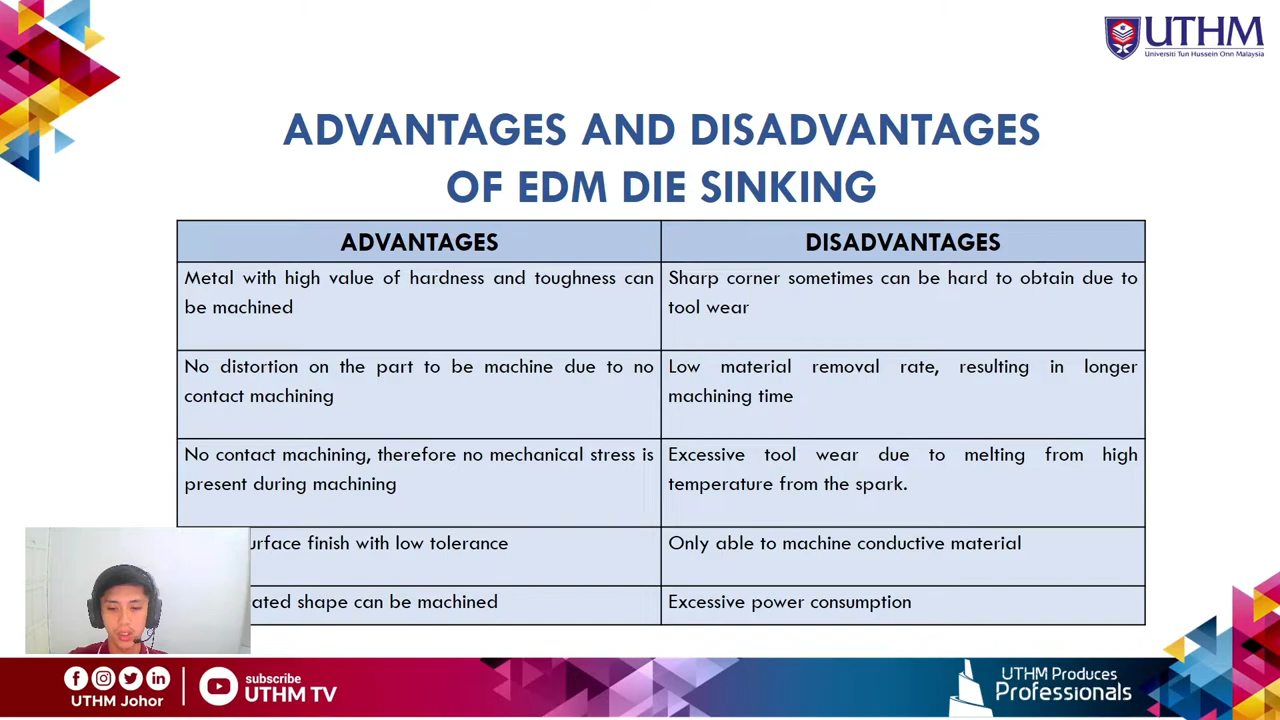 UTHM
Universiti Tun Hussein Onn Malaysia
ADVANTAGES AND DISADVANTAGES
OF EDM DIE SINKING
ADVANTAGES
DISADVANTAGES
Metal with high value of hardness and toughness can
be machined
Sharp corner sometimes can be hard to obtain due to
tool wear
No distortion on the part to be machine due to no
contact machining
Low material removal rate, resulting in longer
machining time
No contact machining, therefore no mechanical stress is
present during machining
Excessive tool wear due to melting from high
temperature from the spark.
finish with low tolerance
Only able to machine conductive material
shape can be machined
Excessive power consumption
UTHM Johor
subscribe
UTHM TV
UTHM Produces
Professionals